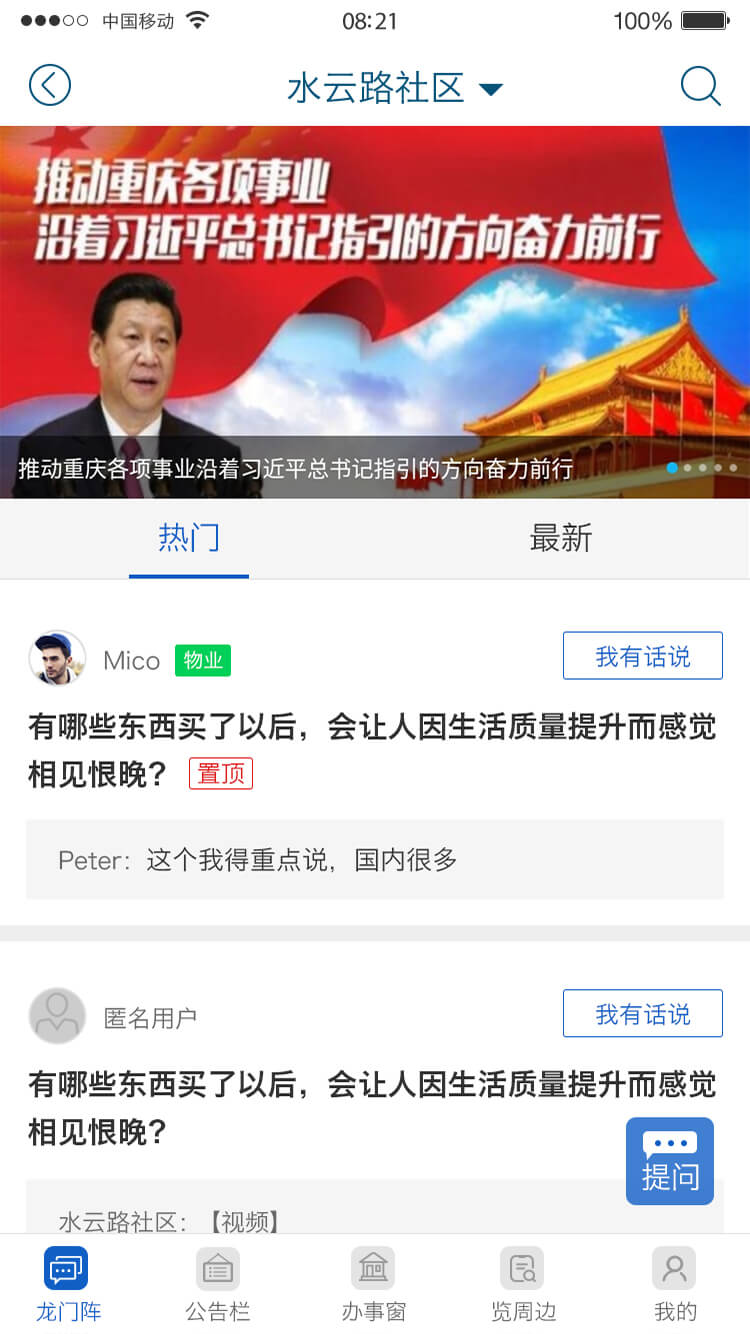 中国移动 08:21 100%
水云路社区
推动重庆各项事业
沿着习近平总书记指引的方向奋力前行
推动重庆各项事业沿着习近平总书记指引的方向奋力前行
热门 最新
Mico 物业 我有话说
有哪些东西买了以后，会让人因生活质量提升而感觉
相见恨晚？ 置顶
Peter：这个我得重点说，国内很多
匿名用户 我有话说
有哪些东西买了以后，会让人因生活质量提升而感觉
相见恨晚？
提问
水云路社区：【视频】
龙门阵 公告栏 办事窗 览周边 我的